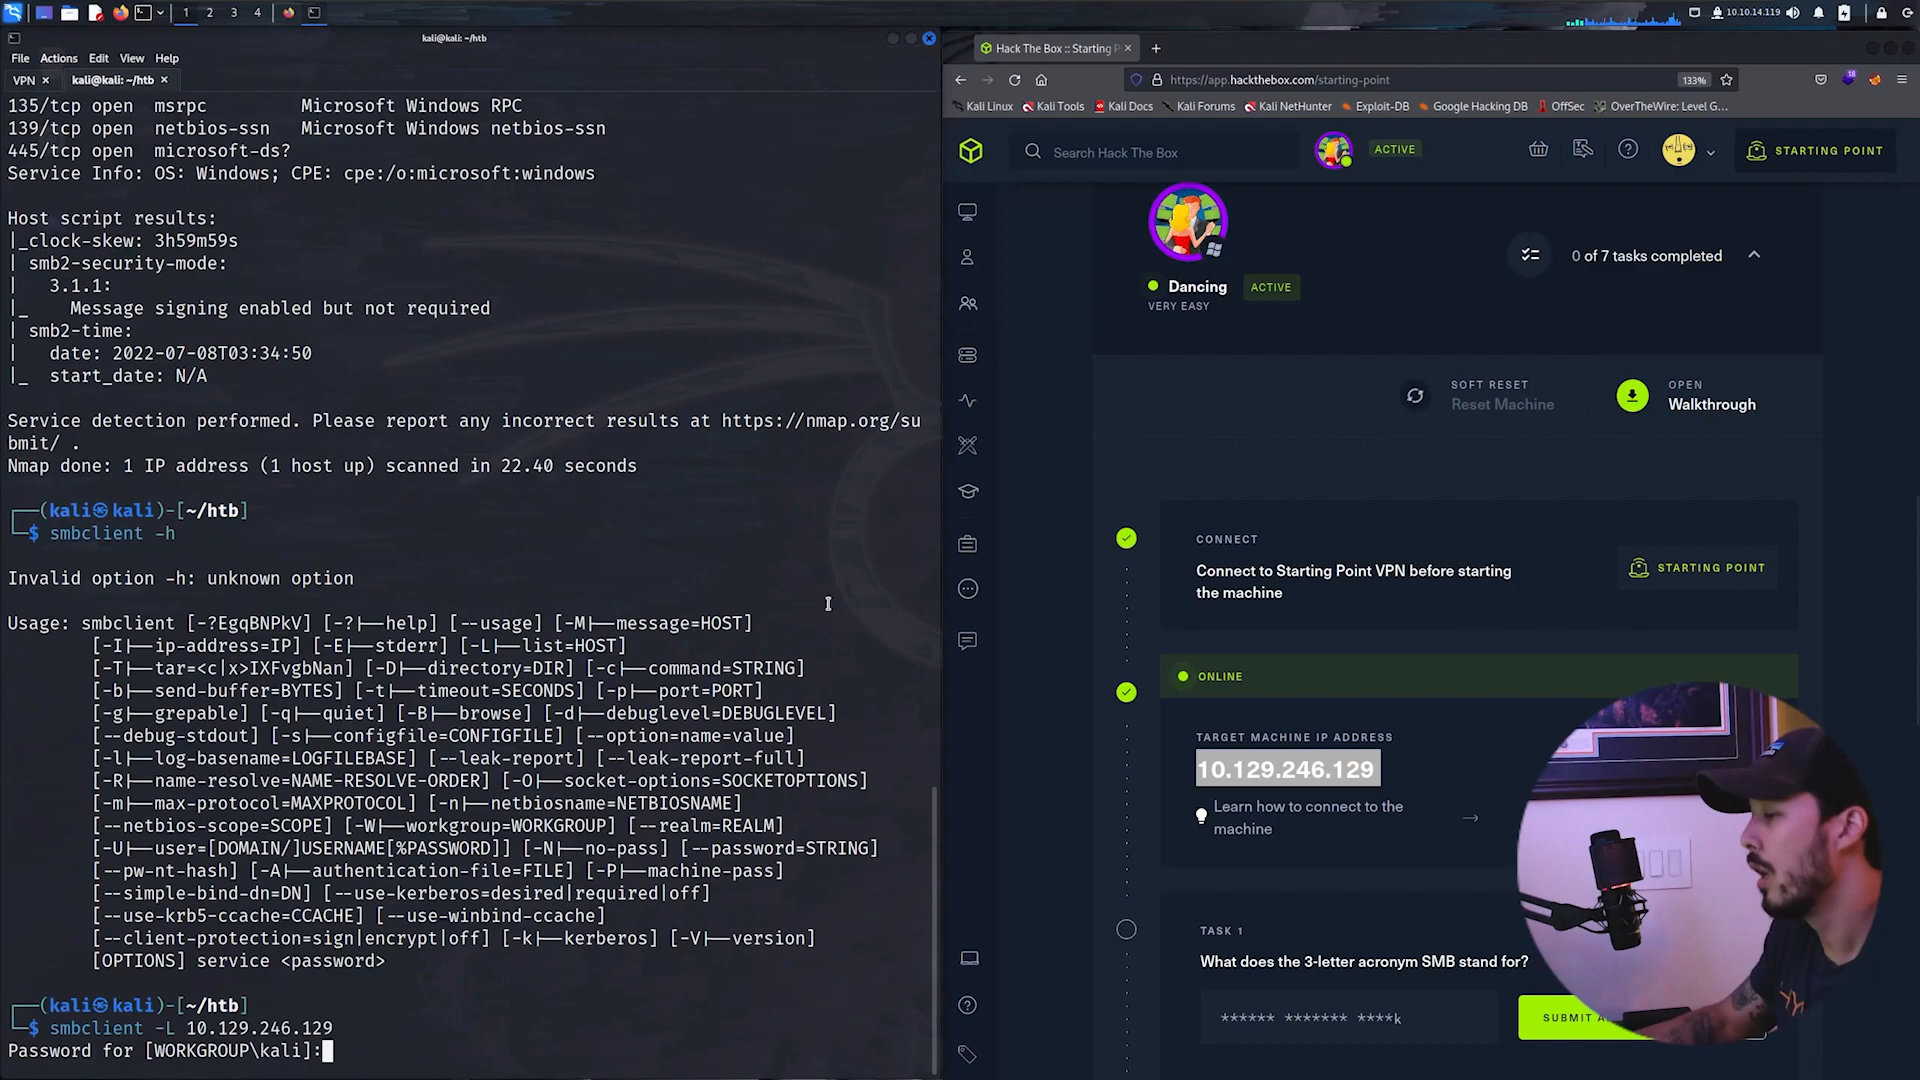 1 2 3 4
10.10.14.119
kali@kali: ~/htb
File Actions Edit View Help
VPN × kali@kali: ~/htb ×
135/tcp open msrpc Microsoft Windows RPC
139/tcp open netbios-ssn Microsoft Windows netbios-ssn
445/tcp open microsoft-ds?
Service Info: OS: Windows; CPE: cpe:/o:microsoft:windows
Host script results:
|_clock-skew: 3h59m59s
| smb2-security-mode:
|   3.1.1:
|_    Message signing enabled but not required
| smb2-time:
|   date: 2022-07-08T03:34:50
|_  start_date: N/A
Service detection performed. Please report any incorrect results at https://nmap.org/su
bmit/ .
Nmap done: 1 IP address (1 host up) scanned in 22.40 seconds
┌──(kali㉿kali)-[~/htb]
└─$ smbclient -h
Invalid option -h: unknown option
Usage: smbclient [-?EgqBNPkV] [-?|--help] [--usage] [-M|--message=HOST]
[-I|--ip-address=IP] [-E|--stderr] [-L|--list=HOST]
[-T|--tar=<c|x>IXFvgbNan] [-D|--directory=DIR] [-c|--command=STRING]
[-b|--send-buffer=BYTES] [-t|--timeout=SECONDS] [-p|--port=PORT]
[-g|--grepable] [-q|--quiet] [-B|--browse] [-d|--debuglevel=DEBUGLEVEL]
[--debug-stdout] [-s|--configfile=CONFIGFILE] [--option=name=value]
[-l|--log-basename=LOGFILEBASE] [--leak-report] [--leak-report-full]
[-R|--name-resolve=NAME-RESOLVE-ORDER] [-O|--socket-options=SOCKETOPTIONS]
[-m|--max-protocol=MAXPROTOCOL] [-n|--netbiosname=NETBIOSNAME]
[--netbios-scope=SCOPE] [-W|--workgroup=WORKGROUP] [--realm=REALM]
[-U|--user=[DOMAIN/]USERNAME[%PASSWORD]] [-N|--no-pass] [--password=STRING]
[--pw-nt-hash] [-A|--authentication-file=FILE] [-P|--machine-pass]
[--simple-bind-dn=DN] [--use-kerberos=desired|required|off]
[--use-krb5-ccache=CCACHE] [--use-winbind-ccache]
[--client-protection=sign|encrypt|off] [-k|--kerberos] [-V|--version]
[OPTIONS] service <password>
┌──(kali㉿kali)-[~/htb]
└─$ smbclient -L 10.129.246.129
Password for [WORKGROUP\kali]:
Hack The Box :: Starting P × +
https://app.hackthebox.com/starting-point 133% 18
Kali Linux Kali Tools Kali Docs Kali Forums Kali NetHunter Exploit-DB Google Hacking DB OffSec OverTheWire: Level G…
Search Hack The Box ACTIVE STARTING POINT
0 of 7 tasks completed
Dancing ACTIVE
VERY EASY
SOFT RESET
Reset Machine
OPEN
Walkthrough
CONNECT
Connect to Starting Point VPN before starting
the machine
STARTING POINT
ONLINE
TARGET MACHINE IP ADDRESS
10.129.246.129
Learn how to connect to the
machine
TASK 1
What does the 3-letter acronym SMB stand for?
****** ******* ****k
SUBMIT